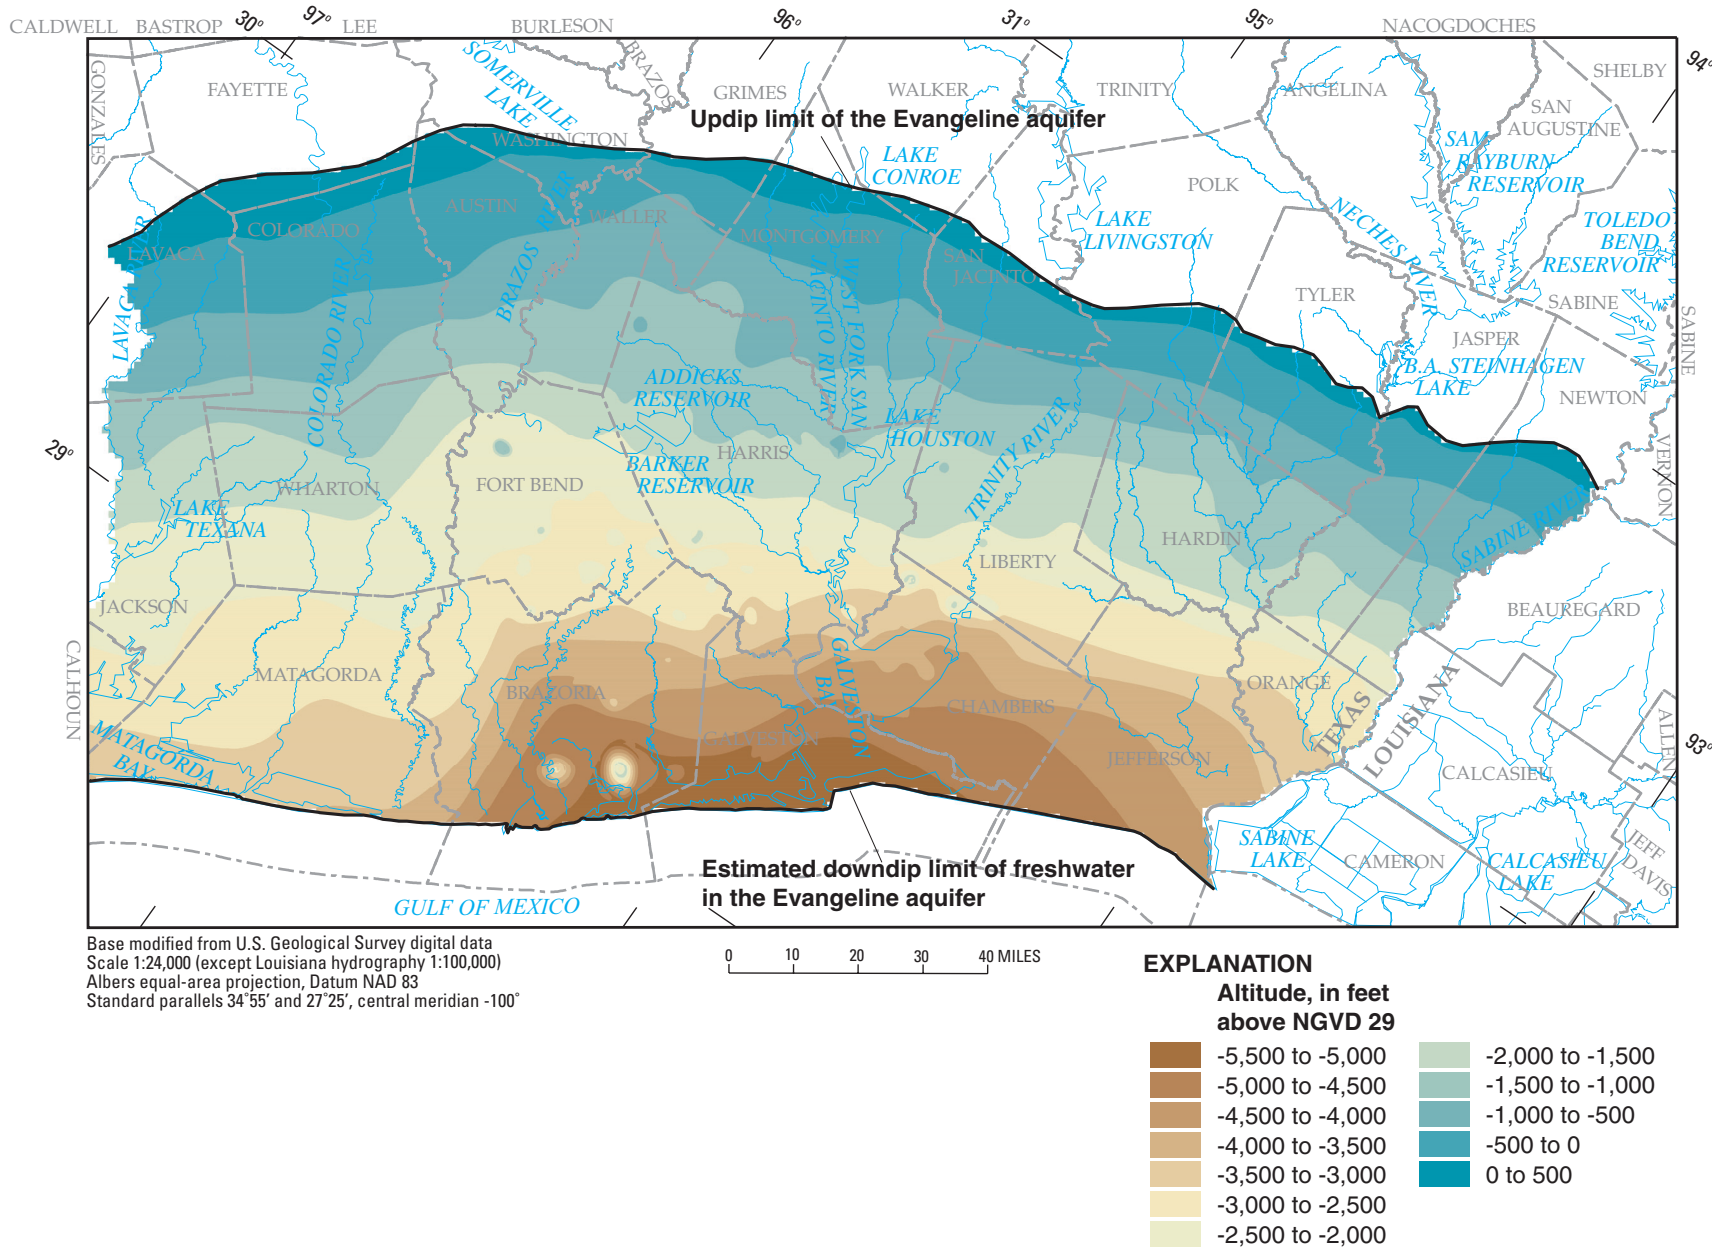 CALDWELL
BASTROP
30°
97°
LEE
BURLESON
96°
31°
95°
NACOGDOCHES
94°
GONZALES
FAYETTE
SOMERVILLE
LAKE
BRAZOS
GRIMES
WALKER
TRINITY
ANGELINA
SHELBY
SAN
AUGUSTINE
WASHINGTON
Updip limit of the Evangeline aquifer
LAKE
CONROE
SAM
RAYBURN
RESERVOIR
POLK
LAKE
LIVINGSTON
NECHES RIVER
TOLEDO
BEND
RESERVOIR
LAVACA
LAVACA RIVER
COLORADO
AUSTIN
BRAZOS RIVER
WALLER
MONTGOMERY
SAN
JACINTO
TYLER
SABINE
SABINE
JASPER
COLORADO RIVER
WEST FORK SAN
JACINTO RIVER
B.A. STEINHAGEN
LAKE
NEWTON
ADDICKS
RESERVOIR
LAKE
HOUSTON
TRINITY RIVER
29°
HARRIS
BARKER
RESERVOIR
VERNON
WHARTON
FORT BEND
LAKE
TEXANA
HARDIN
SABINE RIVER
LIBERTY
JACKSON
BEAUREGARD
CALHOUN
MATAGORDA
BRAZORIA
GALVESTON
BAY
CHAMBERS
ORANGE
TEXAS
LOUISIANA
ALLEN
93°
MATAGORDA
BAY
GALVESTON
JEFFERSON
CALCASIEU
SABINE
LAKE
CAMERON
CALCASIEU
LAKE
JEFF
DAVIS
Estimated downdip limit of freshwater
in the Evangeline aquifer
GULF OF MEXICO
Base modified from U.S. Geological Survey digital data
Scale 1:24,000 (except Louisiana hydrography 1:100,000)
Albers equal-area projection, Datum NAD 83
Standard parallels 34°55′ and 27°25′, central meridian -100°
0 10 20 30 40 MILES
EXPLANATION
Altitude, in feet
above NGVD 29
-5,500 to -5,000
-5,000 to -4,500
-4,500 to -4,000
-4,000 to -3,500
-3,500 to -3,000
-3,000 to -2,500
-2,500 to -2,000
-2,000 to -1,500
-1,500 to -1,000
-1,000 to -500
-500 to 0
0 to 500